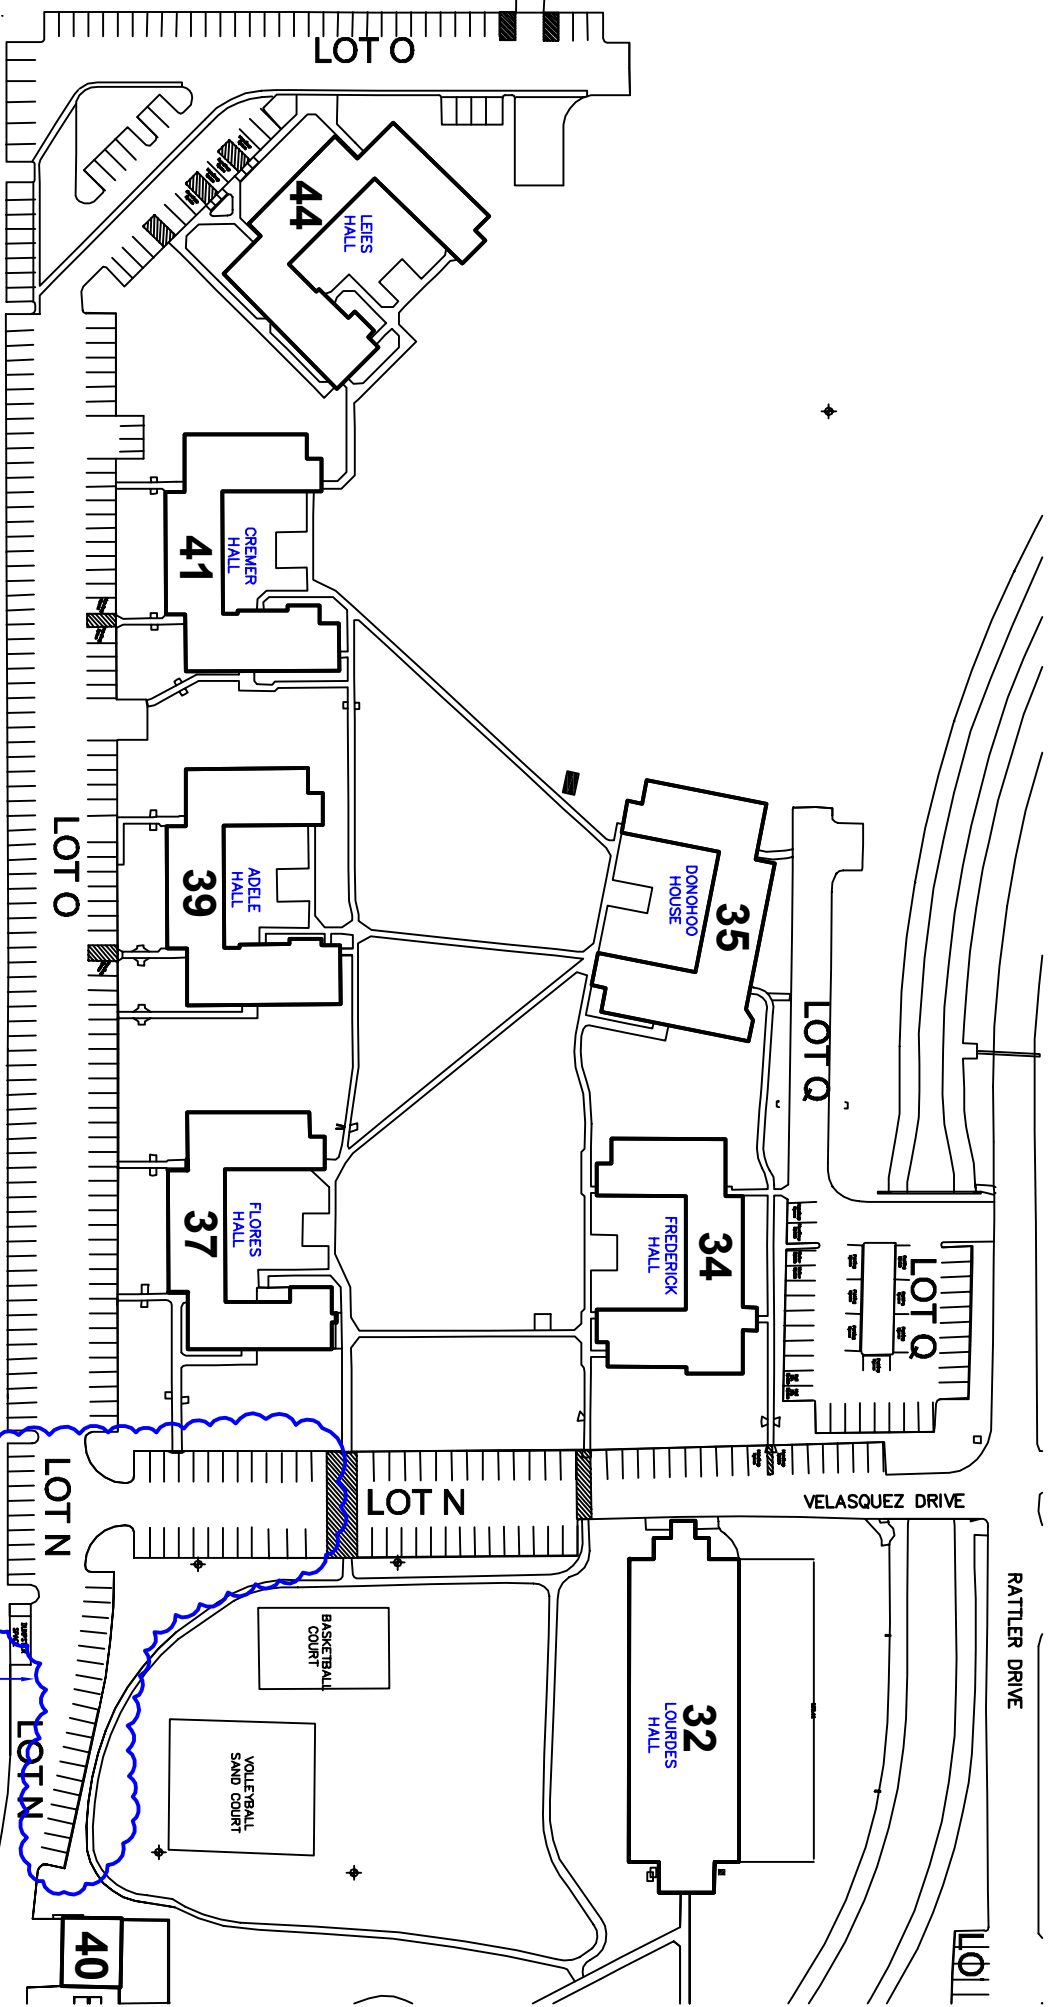 LOT O
44
LEIES
HALL
CREMER
HALL
41
DONOHOO
HOUSE
35
LOT O
ADELE
HALL
39
LOT Q
FLORES
HALL
37
FREDERICK
HALL
34
LOT Q
LOT N
LOT N
VELASQUEZ DRIVE
RATTLER DRIVE
BASKETBALL
COURT
32
LOURDES
HALL
LOT N
VOLLEYBALL
SAND COURT
40
LO